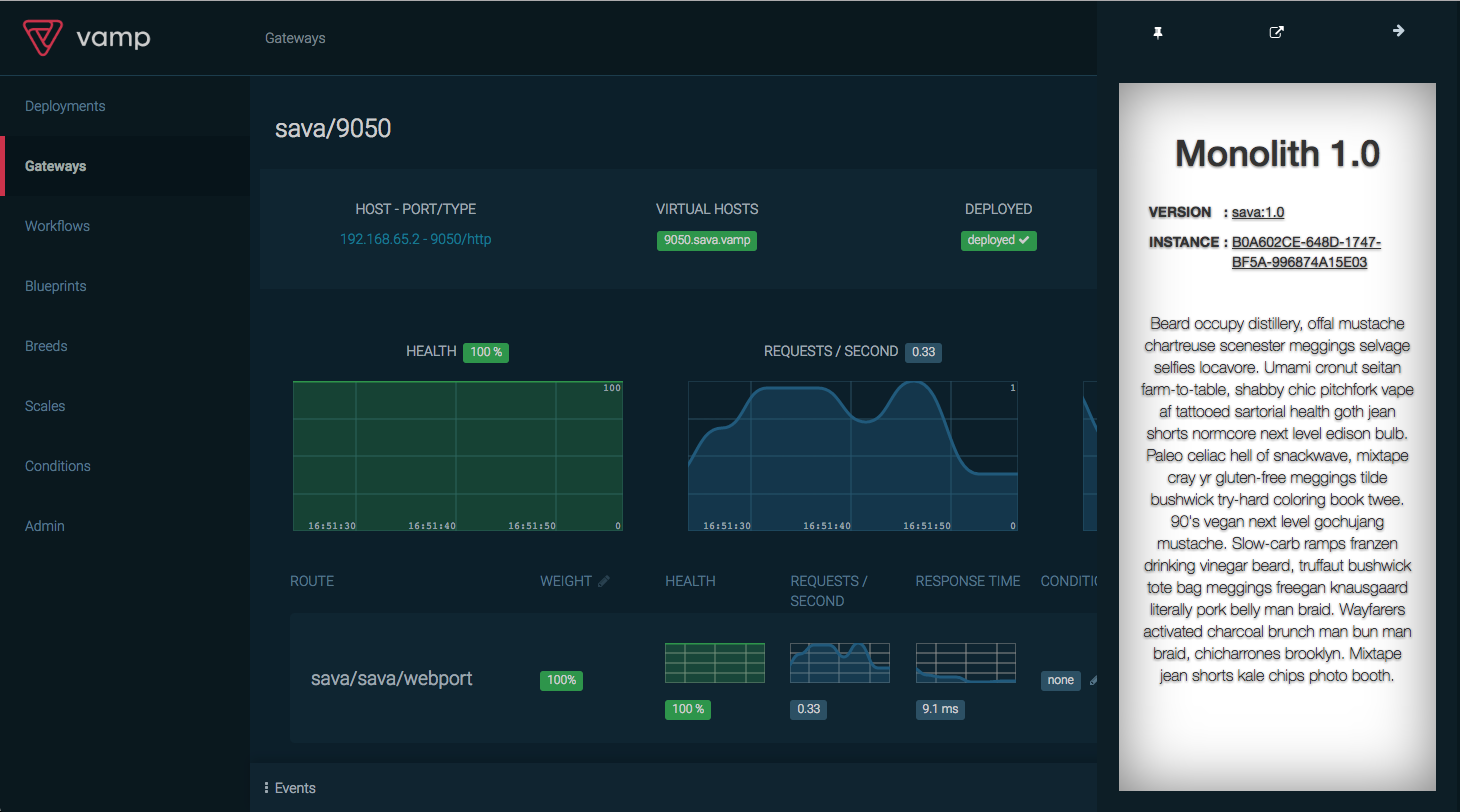 vamp
Gateways
Deployments
Gateways
Workflows
Blueprints
Breeds
Scales
Conditions
Admin
sava/9050
HOST - PORT/TYPE
192.168.65.2 - 9050/http
VIRTUAL HOSTS
9050.sava.vamp
DEPLOYED
deployed
HEALTH 100 %
100
16:51:30 16:51:40 16:51:50 0
REQUESTS / SECOND 0.33
1
16:51:30 16:51:40 16:51:50 0
ROUTE WEIGHT HEALTH REQUESTS / RESPONSE TIME CONDITIO
SECOND
sava/sava/webport 100% none
100 % 0.33 9.1 ms
Events
Monolith 1.0
VERSION : sava:1.0
INSTANCE : B0A602CE-648D-1747-
BF5A-996874A15E03
Beard occupy distillery, offal mustache
chartreuse scenester meggings selvage
selfies locavore. Umami cronut seitan
farm-to-table, shabby chic pitchfork vape
af tattooed sartorial health goth jean
shorts normcore next level edison bulb.
Paleo celiac hell of snackwave, mixtape
cray yr gluten-free meggings tilde
bushwick try-hard coloring book twee.
90's vegan next level gochujang
mustache. Slow-carb ramps franzen
drinking vinegar beard, truffaut bushwick
tote bag meggings freegan knausgaard
literally pork belly man braid. Wayfarers
activated charcoal brunch man bun man
braid, chicharrones brooklyn. Mixtape
jean shorts kale chips photo booth.